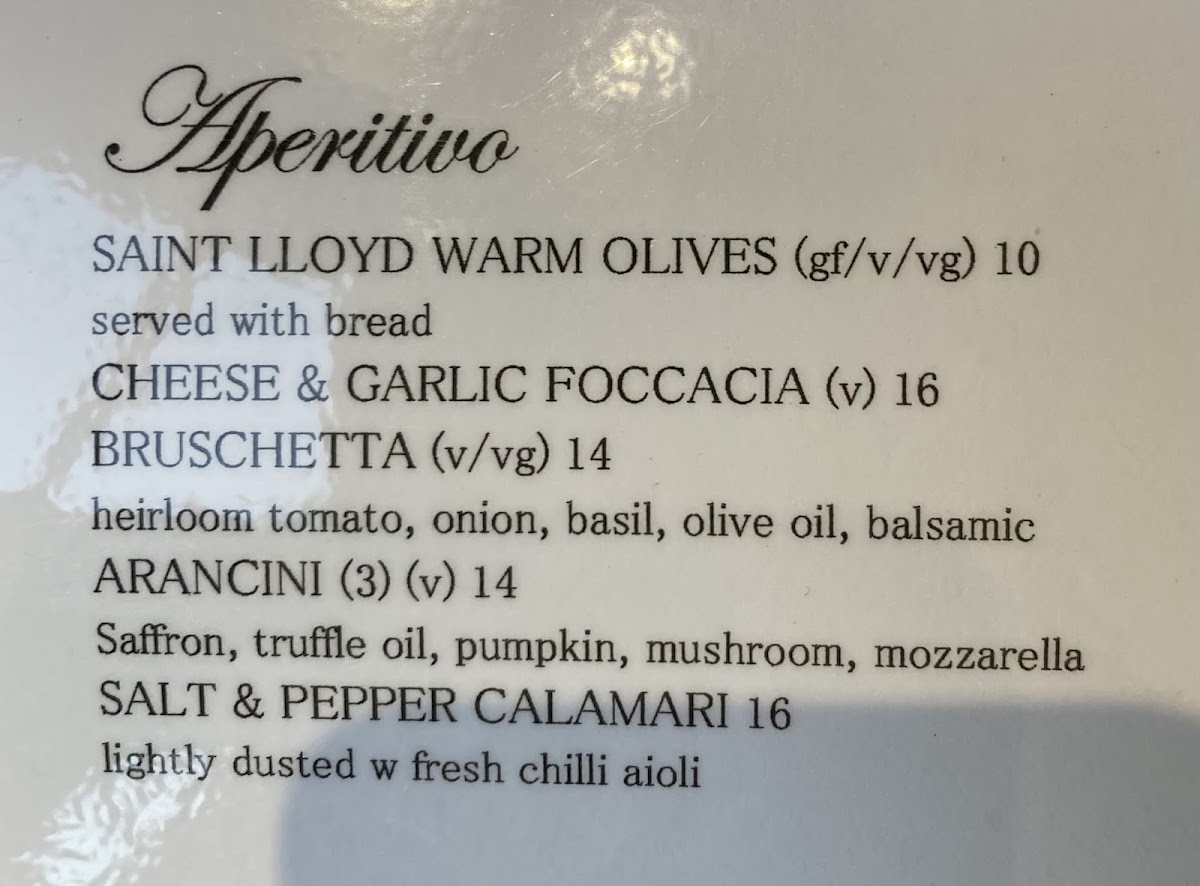 Aperitivo
SAINT LLOYD WARM OLIVES (gf/v/vg) 10
served with bread
CHEESE & GARLIC FOCCACIA (v) 16
BRUSCHETTA (v/vg) 14
heirloom tomato, onion, basil, olive oil, balsamic
ARANCINI (3) (v) 14
Saffron, truffle oil, pumpkin, mushroom, mozzarella
SALT & PEPPER CALAMARI 16
lightly dusted w fresh chilli aioli